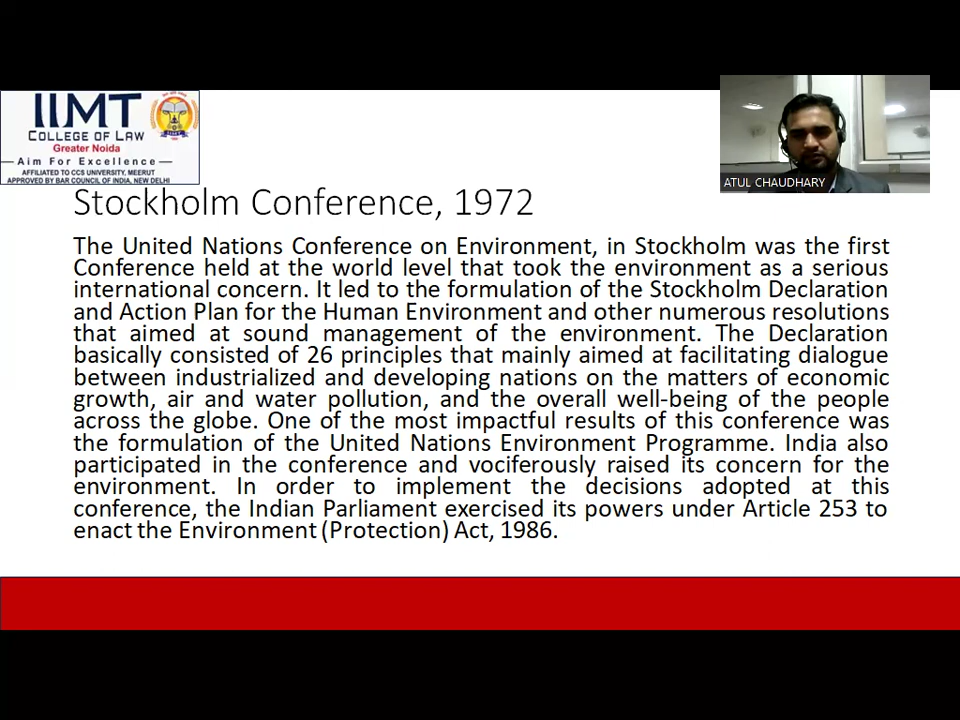 IIMT
COLLEGE OF LAW
Greater Noida
Aim For Excellence
AFFILIATED TO CCS UNIVERSITY, MEERUT
APPROVED BY BAR COUNCIL OF INDIA, NEW DELHI
ATUL CHAUDHARY
Stockholm Conference, 1972
The United Nations Conference on Environment, in Stockholm was the first
Conference held at the world level that took the environment as a serious
international concern. It led to the formulation of the Stockholm Declaration
and Action Plan for the Human Environment and other numerous resolutions
that aimed at sound management of the environment. The Declaration
basically consisted of 26 principles that mainly aimed at facilitating dialogue
between industrialized and developing nations on the matters of economic
growth, air and water pollution, and the overall well-being of the people
across the globe. One of the most impactful results of this conference was
the formulation of the United Nations Environment Programme. India also
participated in the conference and vociferously raised its concern for the
environment. In order to implement the decisions adopted at this
conference, the Indian Parliament exercised its powers under Article 253 to
enact the Environment (Protection) Act, 1986.